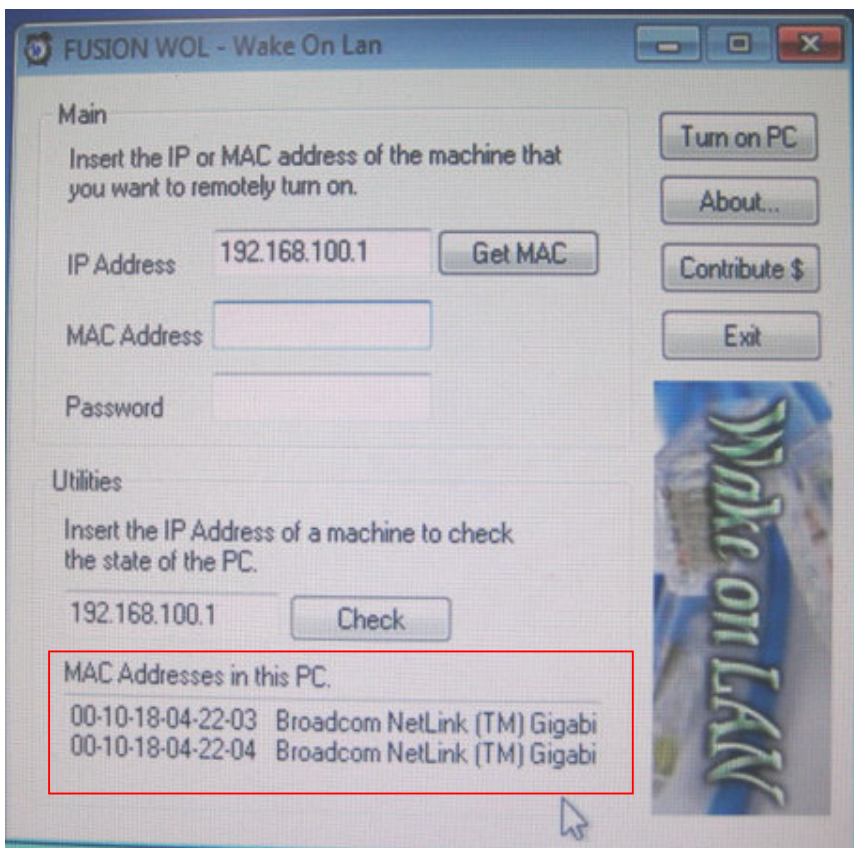 FUSION WOL - Wake On Lan
Main
Insert the IP or MAC address of the machine that
you want to remotely turn on.
IP Address 192.168.100.1 Get MAC
MAC Address
Password
Turn on PC
About...
Contribute $
Exit
Utilities
Insert the IP Address of a machine to check
the state of the PC.
192.168.100.1 Check
MAC Addresses in this PC.
00-10-18-04-22-03 Broadcom NetLink (TM) Gigabi
00-10-18-04-22-04 Broadcom NetLink (TM) Gigabi
Wake on LAN